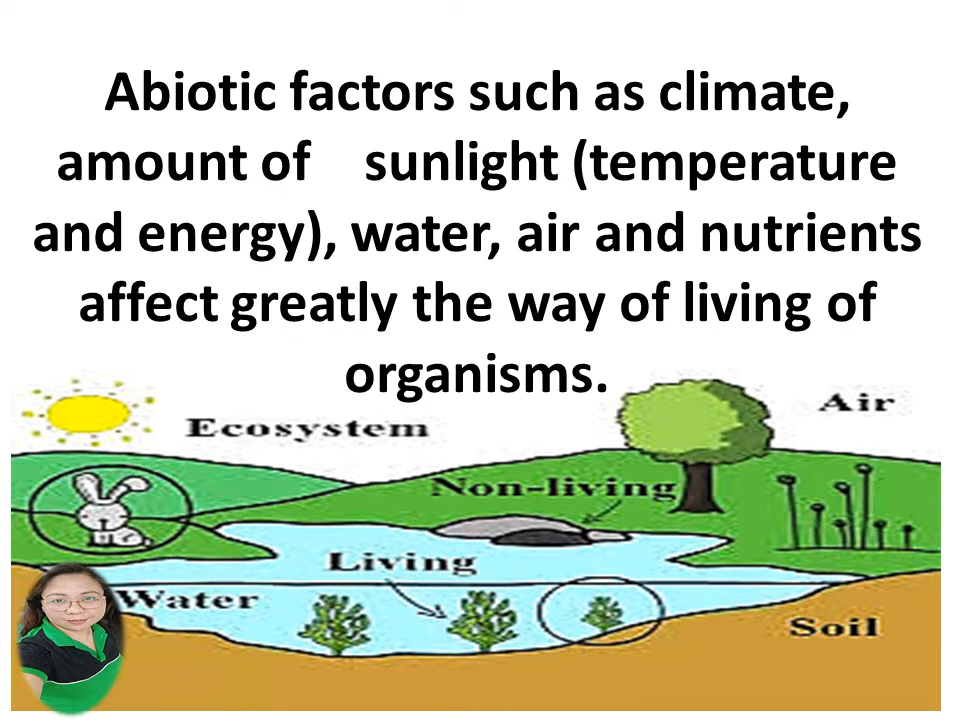 Abiotic factors such as climate,
amount of sunlight (temperature
and energy), water, air and nutrients
affect greatly the way of living of
organisms.
Air
Ecosystem
Non-living
Living
Water
Soil